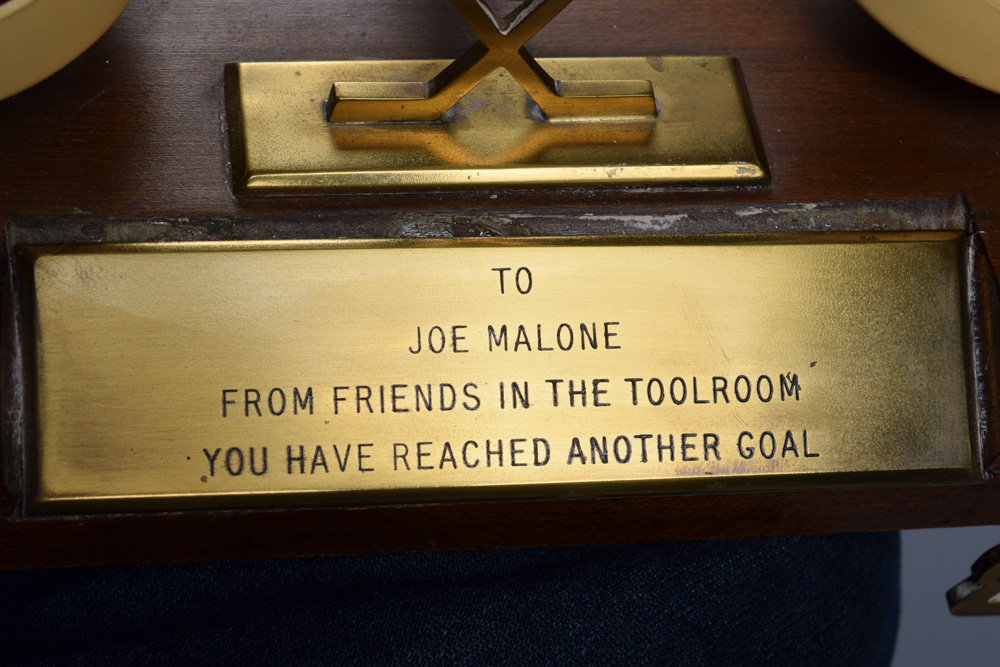 TO
JOE MALONE
FROM FRIENDS IN THE TOOLROOM
YOU HAVE REACHED ANOTHER GOAL